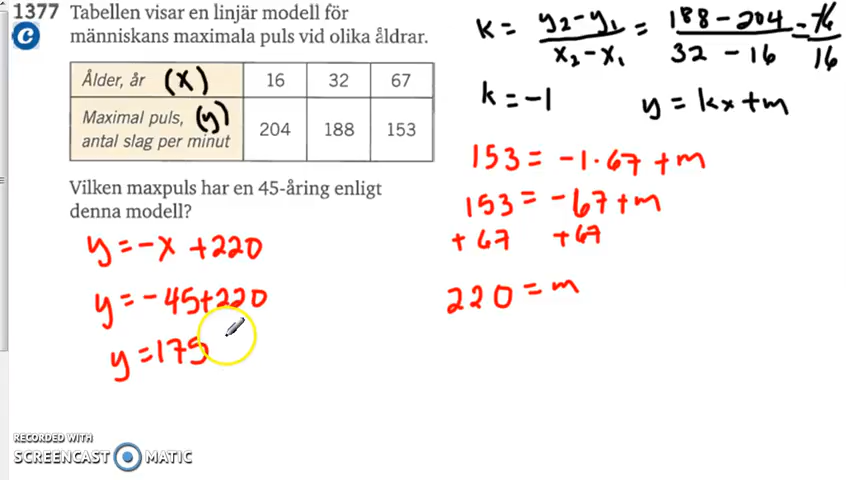 1377 Tabellen visar en linjär modell för
människans maximala puls vid olika åldrar.
C
Ålder, år (x) 16 32 67
Maximal puls, (y)
antal slag per minut 204 188 153
Vilken maxpuls har en 45-åring enligt
denna modell?
y = -x + 220
y = -45 + 220
y = 175
k = y₂-y₁ / x₂-x₁ = 188-204 / 32-16 = -16 / 16
k = -1 y = kx + m
153 = -1·67 + m
153 = -67 + m
+67 +67
220 = m
RECORDED WITH
SCREENCAST MATIC